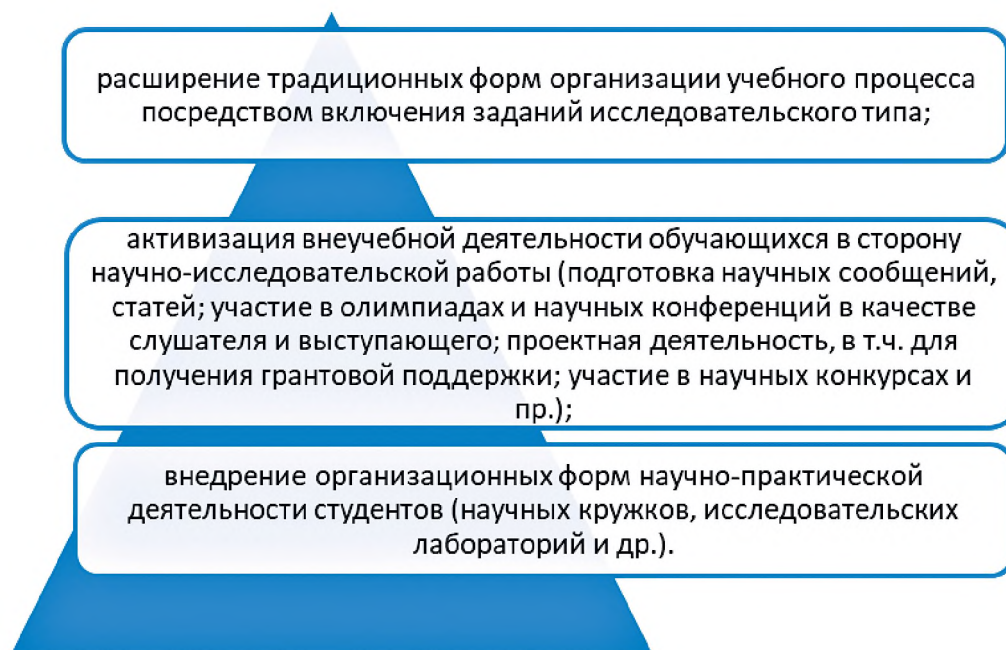 расширение традиционных форм организации учебного процесса
посредством включения заданий исследовательского типа;
активизация внеучебной деятельности обучающихся в сторону
научно-исследовательской работы (подготовка научных сообщений,
статей; участие в олимпиадах и научных конференций в качестве
слушателя и выступающего; проектная деятельность, в т.ч. для
получения грантовой поддержки; участие в научных конкурсах и
пр.);
внедрение организационных форм научно-практической
деятельности студентов (научных кружков, исследовательских
лабораторий и др.).